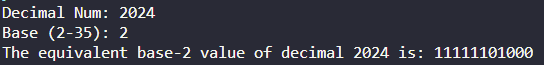 Decimal Num: 2024
Base (2-35): 2
The equivalent base-2 value of decimal 2024 is: 11111101000